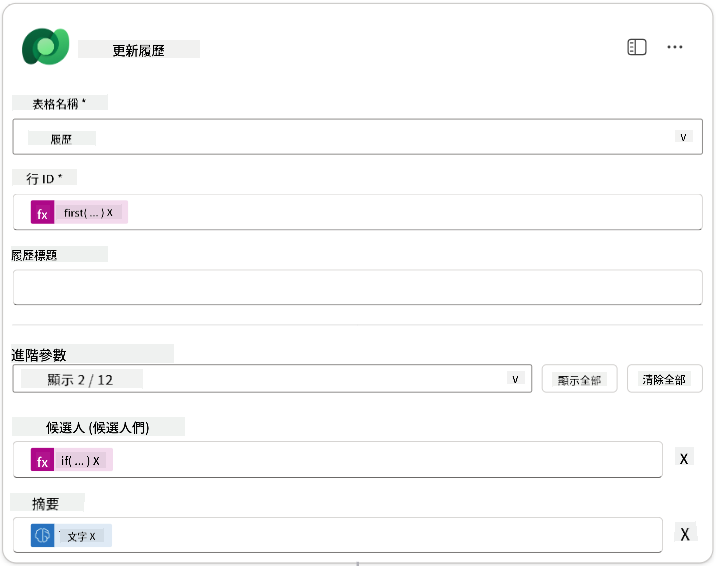 更新履歷
表格名稱 *
履歷
v
行 ID *
fx first( ... ) X
履歷標題
進階參數
顯示 2 / 12
v
顯示全部
清除全部
候選人 (候選人們)
fx if( ... ) X
X
摘要
文字 X
X